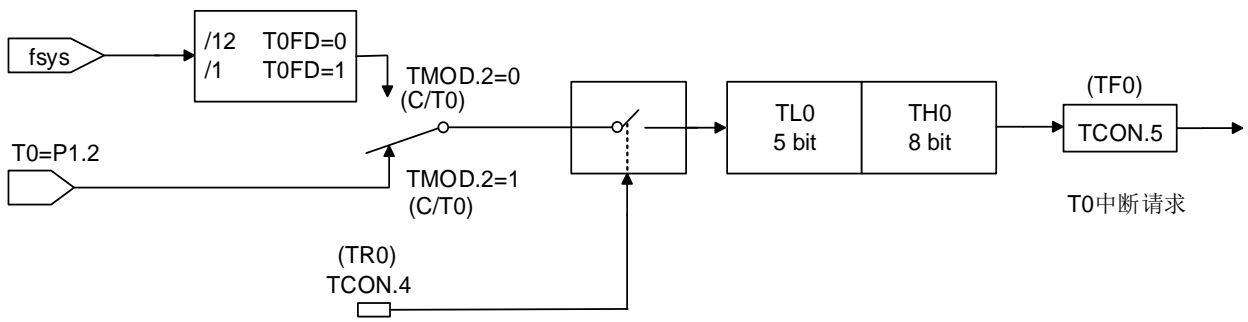 fsys
/12 T0FD=0
/1 T0FD=1
TMOD.2=0
(C/T0)
T0=P1.2
TMOD.2=1
(C/T0)
(TR0)
TCON.4
TL0
5 bit
TH0
8 bit
(TF0)
TCON.5
T0中断请求